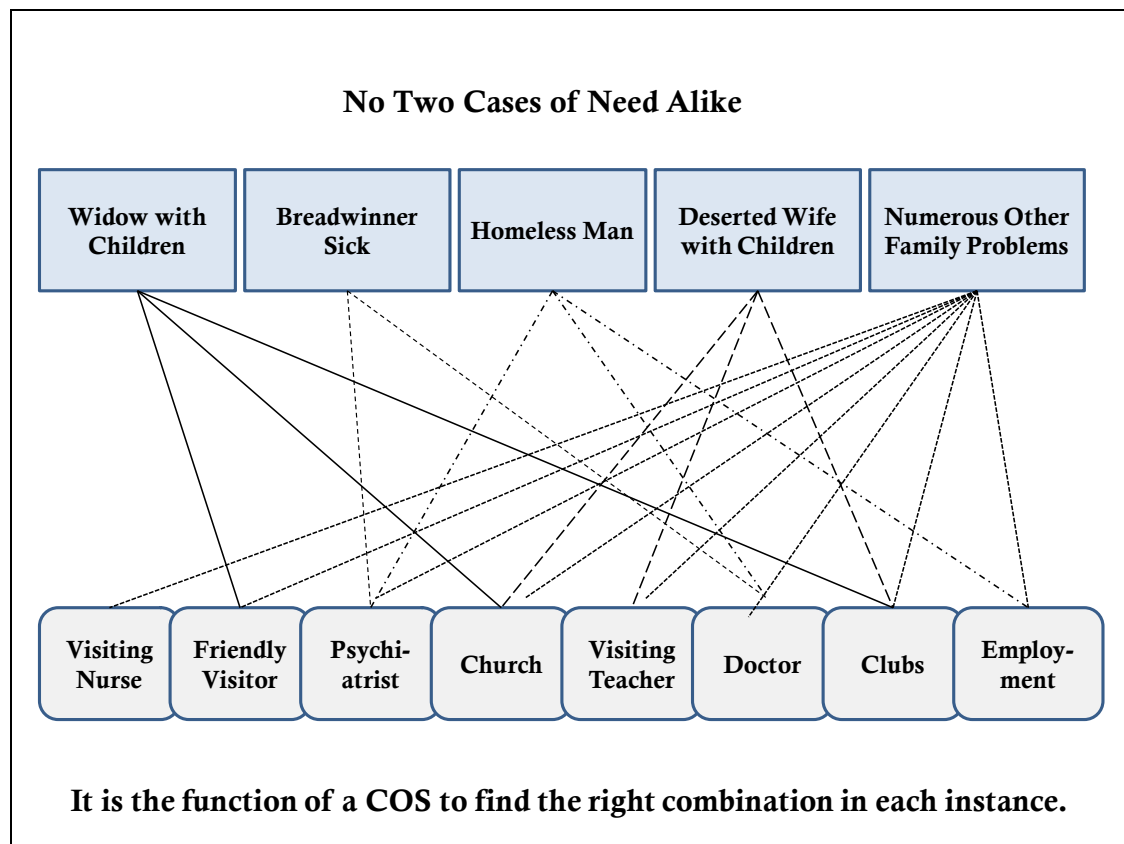 No Two Cases of Need Alike
Widow with
Children
Breadwinner
Sick
Homeless Man
Deserted Wife
with Children
Numerous Other
Family Problems
Visiting
Nurse
Friendly
Visitor
Psychi-
atrist
Church
Visiting
Teacher
Doctor
Clubs
Employ-
ment
It is the function of a COS to find the right combination in each instance.